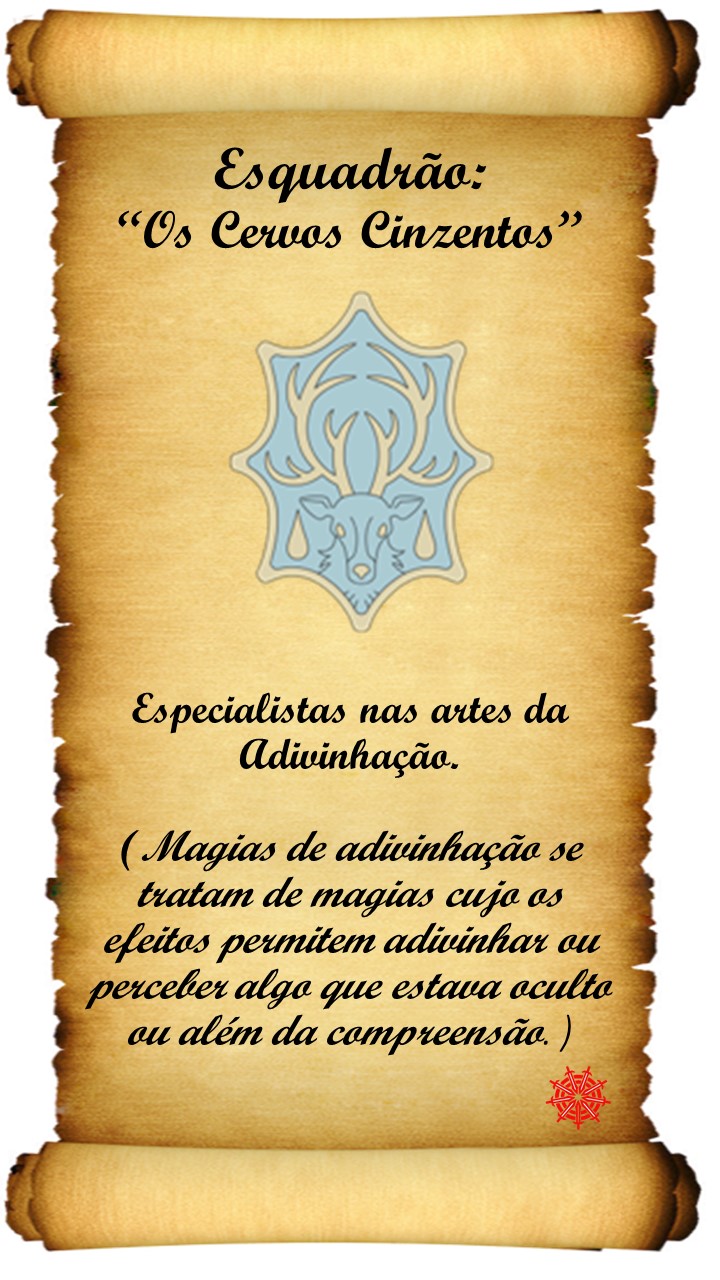 Esquadrão:
“Os Cervos Cinzentos”
Especialistas nas artes da
Adivinhação.
( Magias de adivinhação se
tratam de magias cujo os
efeitos permitem adivinhar ou
perceber algo que estava oculto
ou além da compreensão. )